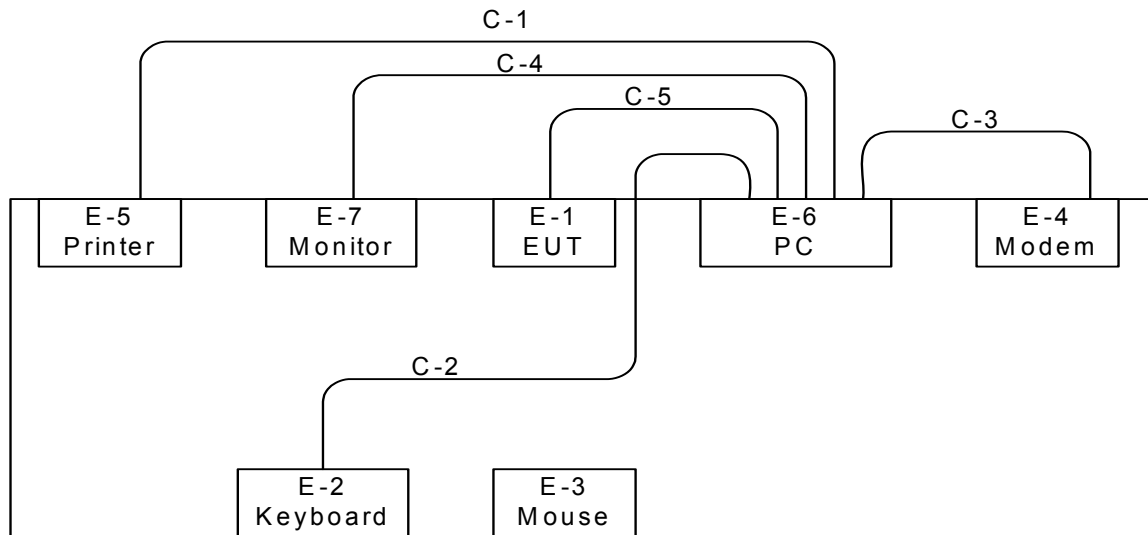 C-1
C-4
C-5
C-3
E-5
Printer
E-7
Monitor
E-1
EUT
E-6
PC
E-4
Modem
C-2
E-2
Keyboard
E-3
Mouse